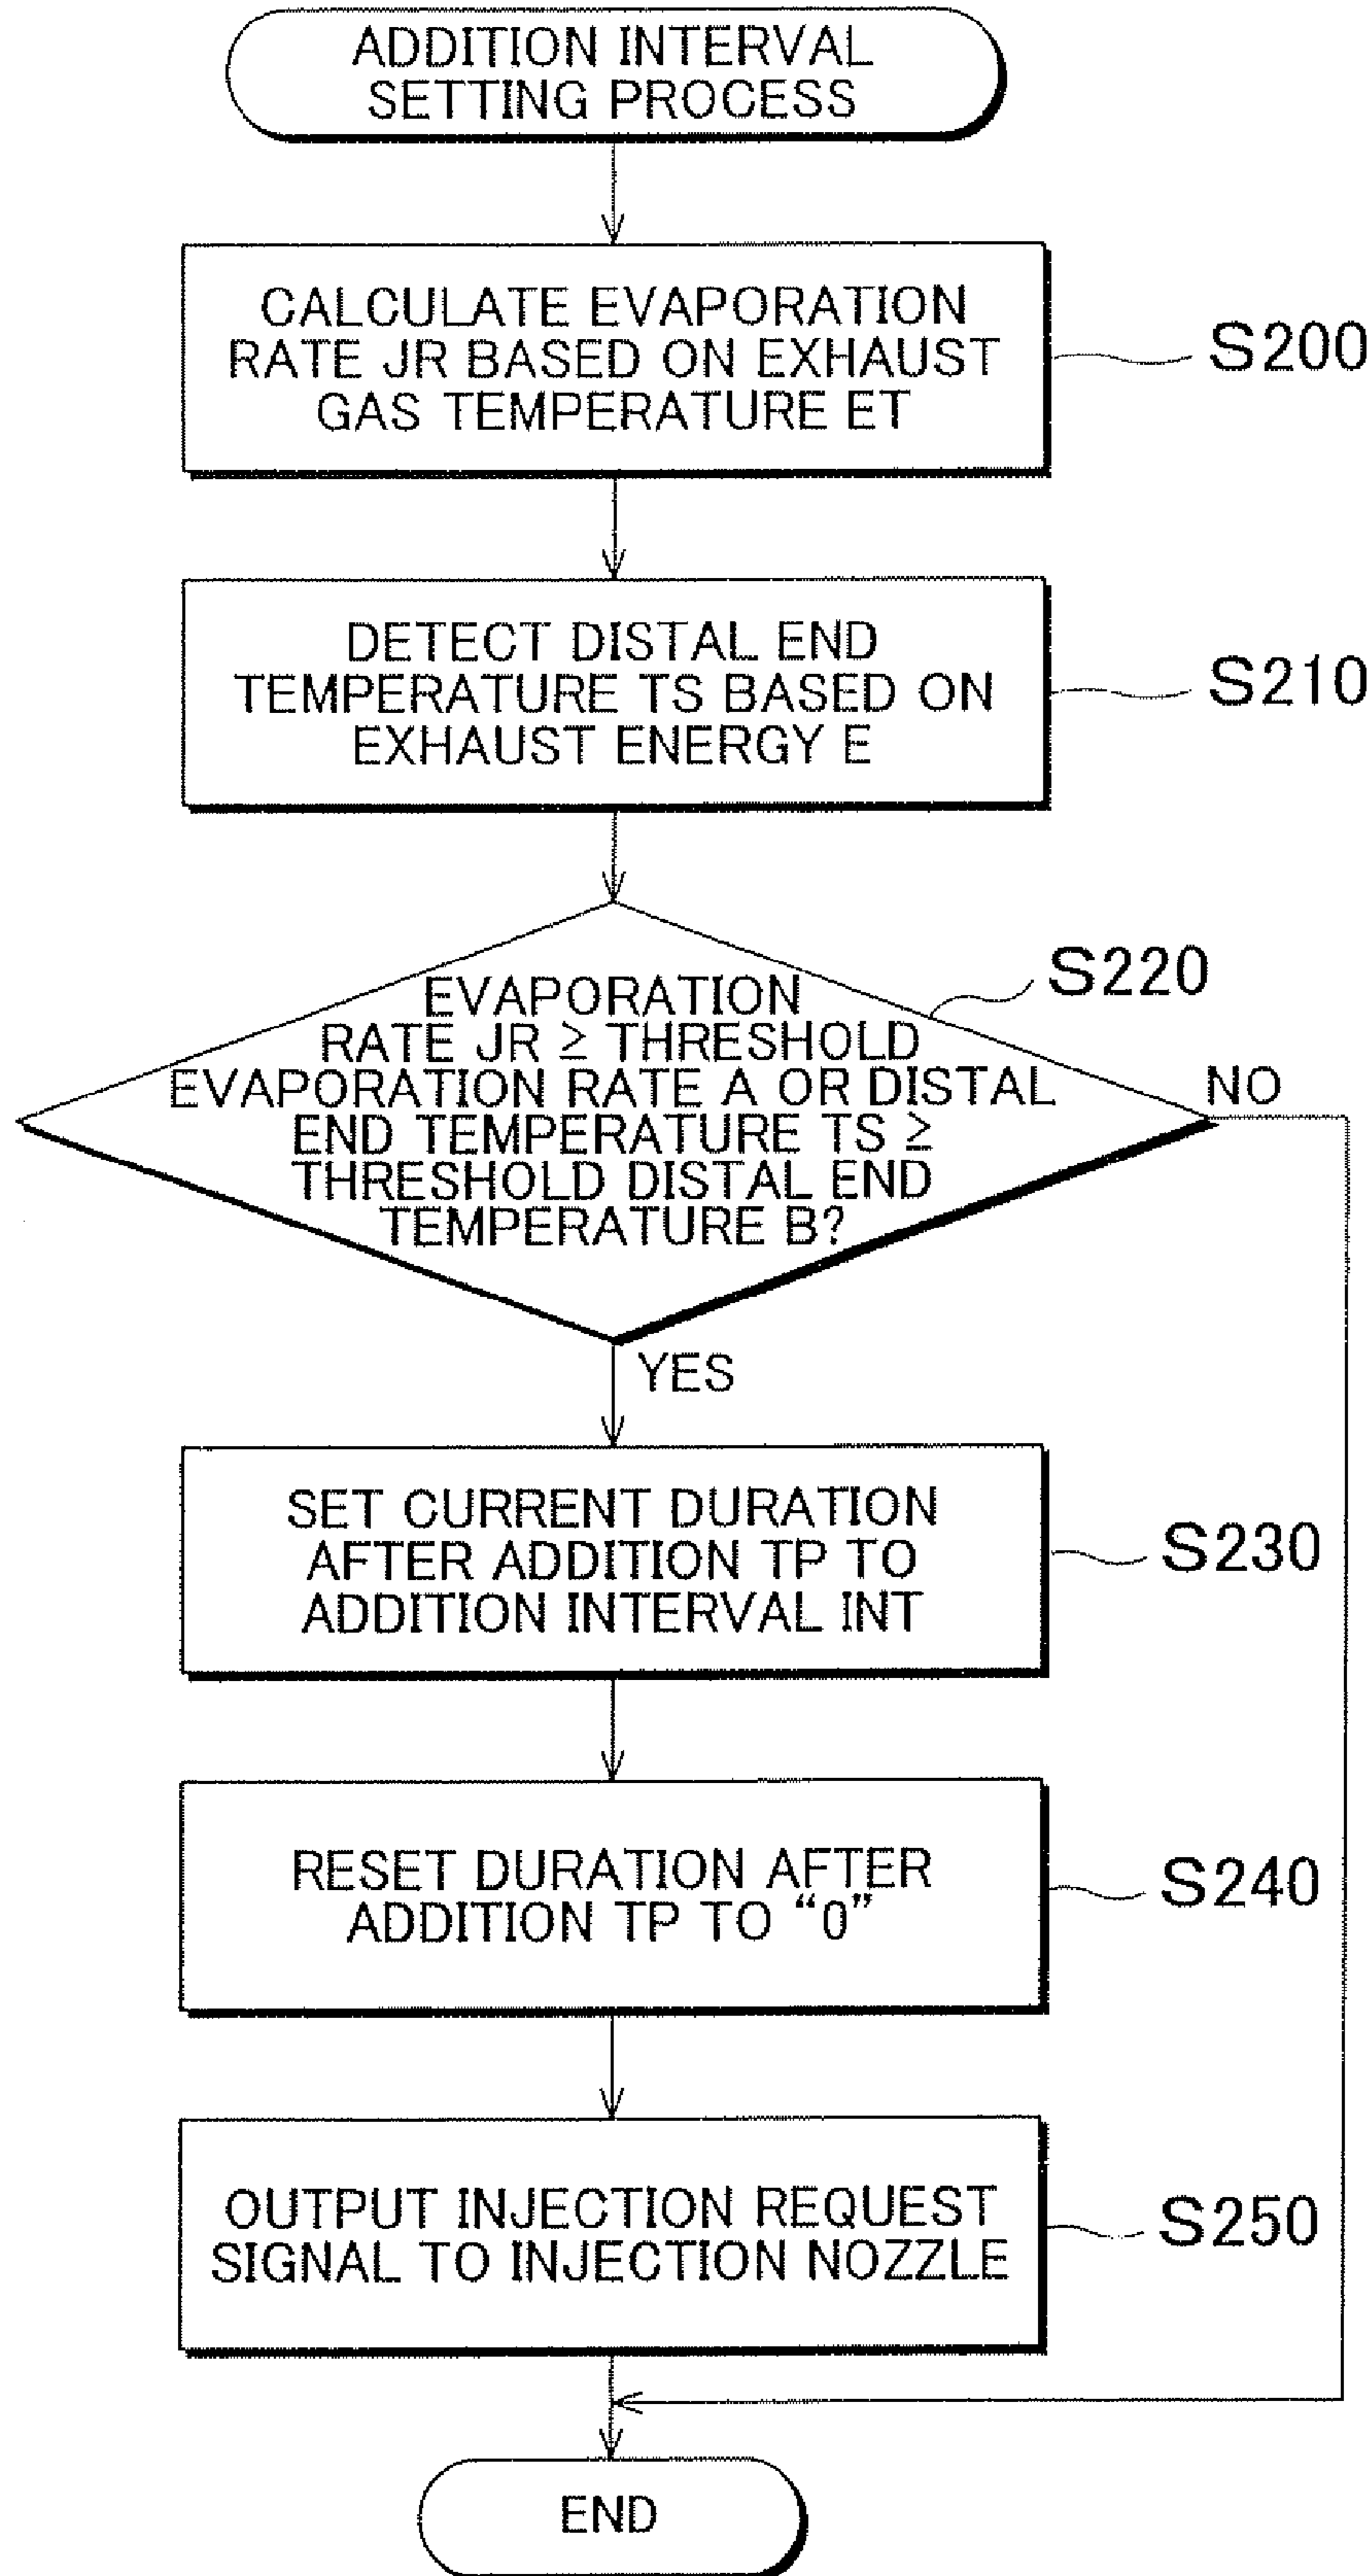 ADDITION INTERVAL
SETTING PROCESS
CALCULATE EVAPORATION
RATE JR BASED ON EXHAUST
GAS TEMPERATURE ET
S200
DETECT DISTAL END
TEMPERATURE TS BASED ON
EXHAUST ENERGY E
S210
S220
EVAPORATION
RATE JR ≥ THRESHOLD
EVAPORATION RATE A OR DISTAL
END TEMPERATURE TS ≥
THRESHOLD DISTAL END
TEMPERATURE B?
NO
YES
SET CURRENT DURATION
AFTER ADDITION TP TO
ADDITION INTERVAL INT
S230
RESET DURATION AFTER
ADDITION TP TO “0”
S240
OUTPUT INJECTION REQUEST
SIGNAL TO INJECTION NOZZLE
S250
END